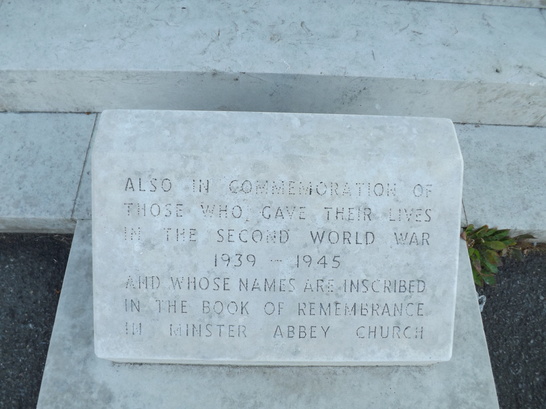 ALSO IN COMMEMORATION OF
THOSE WHO GAVE THEIR LIVES
IN THE SECOND WORLD WAR
1939 - 1945
AND WHOSE NAMES ARE INSCRIBED
IN THE BOOK OF REMEMBRANCE
IN MINSTER ABBEY CHURCH